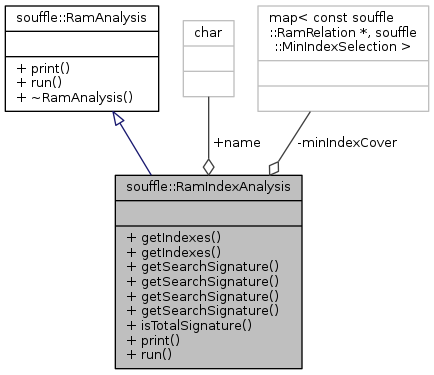 souffle::RamAnalysis
+ print()
+ run()
+ ~RamAnalysis()
char
map< const souffle
::RamRelation *, souffle
::MinIndexSelection >
+name
-minIndexCover
souffle::RamIndexAnalysis
+ getIndexes()
+ getIndexes()
+ getSearchSignature()
+ getSearchSignature()
+ getSearchSignature()
+ getSearchSignature()
+ isTotalSignature()
+ print()
+ run()